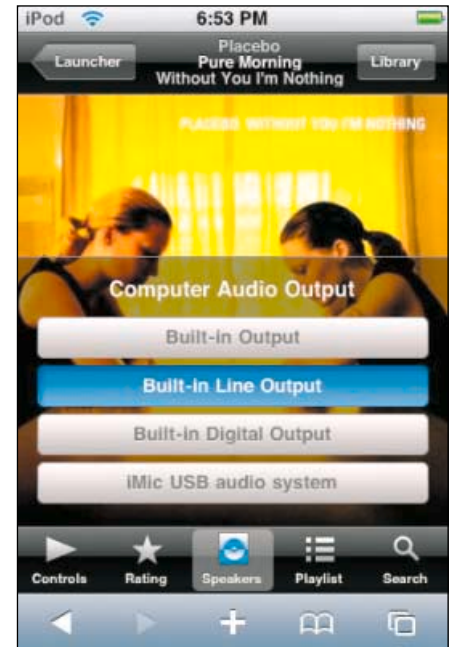 iPod 6:53 PM
Launcher
Placebo
Pure Morning
Without You I'm Nothing
Library
PLACEBO WITHOUT YOU I'M NOTHING
Computer Audio Output
Built-in Output
Built-in Line Output
Built-in Digital Output
iMic USB audio system
Controls Rating Speakers Playlist Search